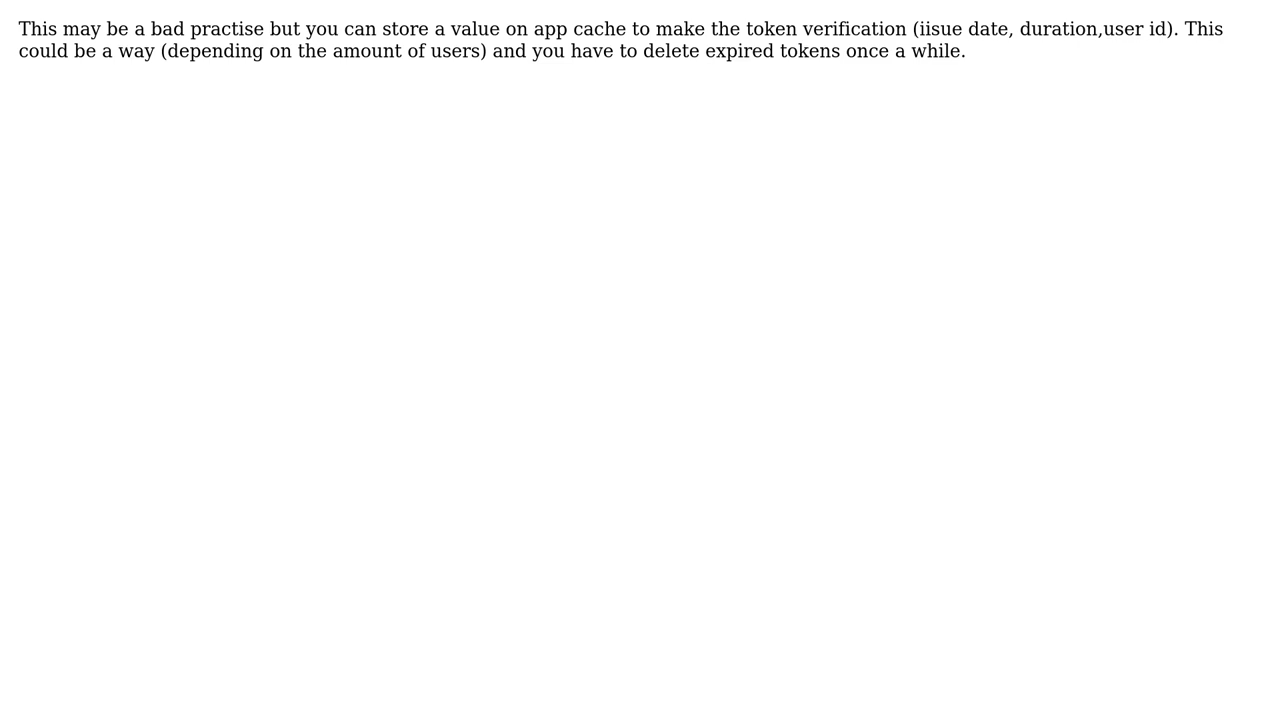 This may be a bad practise but you can store a value on app cache to make the token verification (iisue date, duration,user id). This
could be a way (depending on the amount of users) and you have to delete expired tokens once a while.